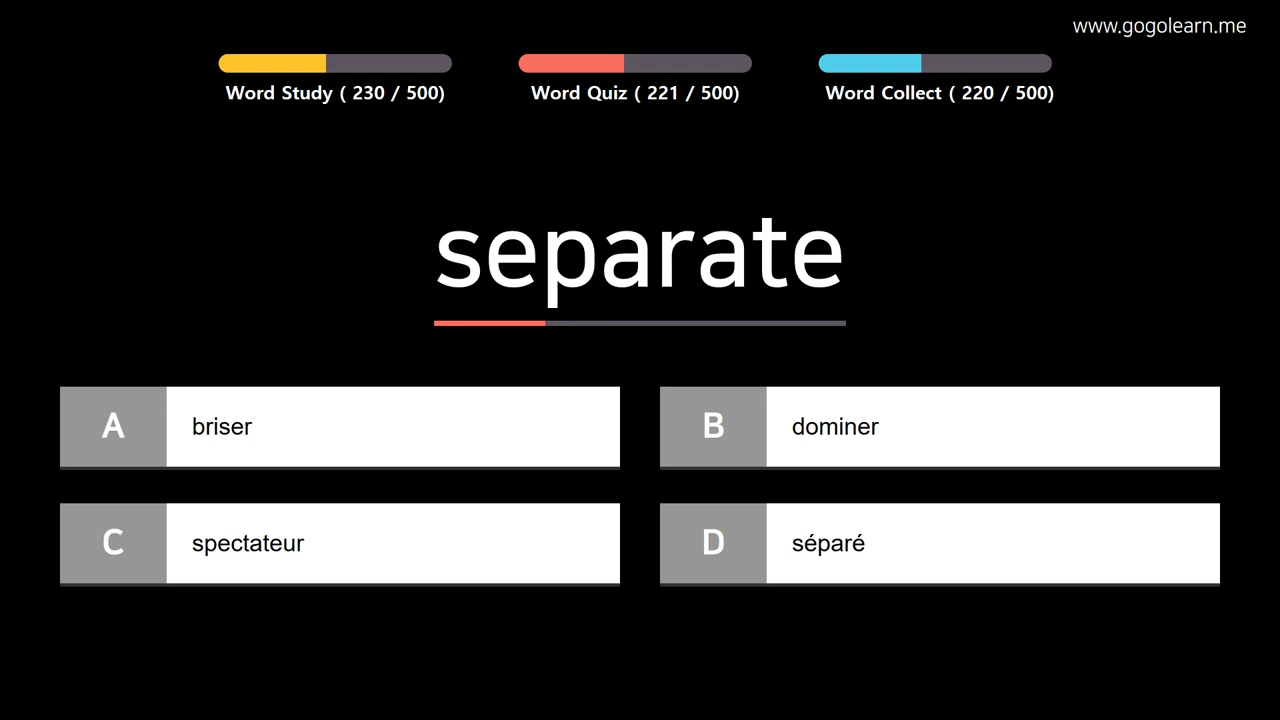 www.gogolearn.me
Word Study ( 230 / 500)
Word Quiz ( 221 / 500)
Word Collect ( 220 / 500)
separate
A briser
B dominer
C spectateur
D séparé